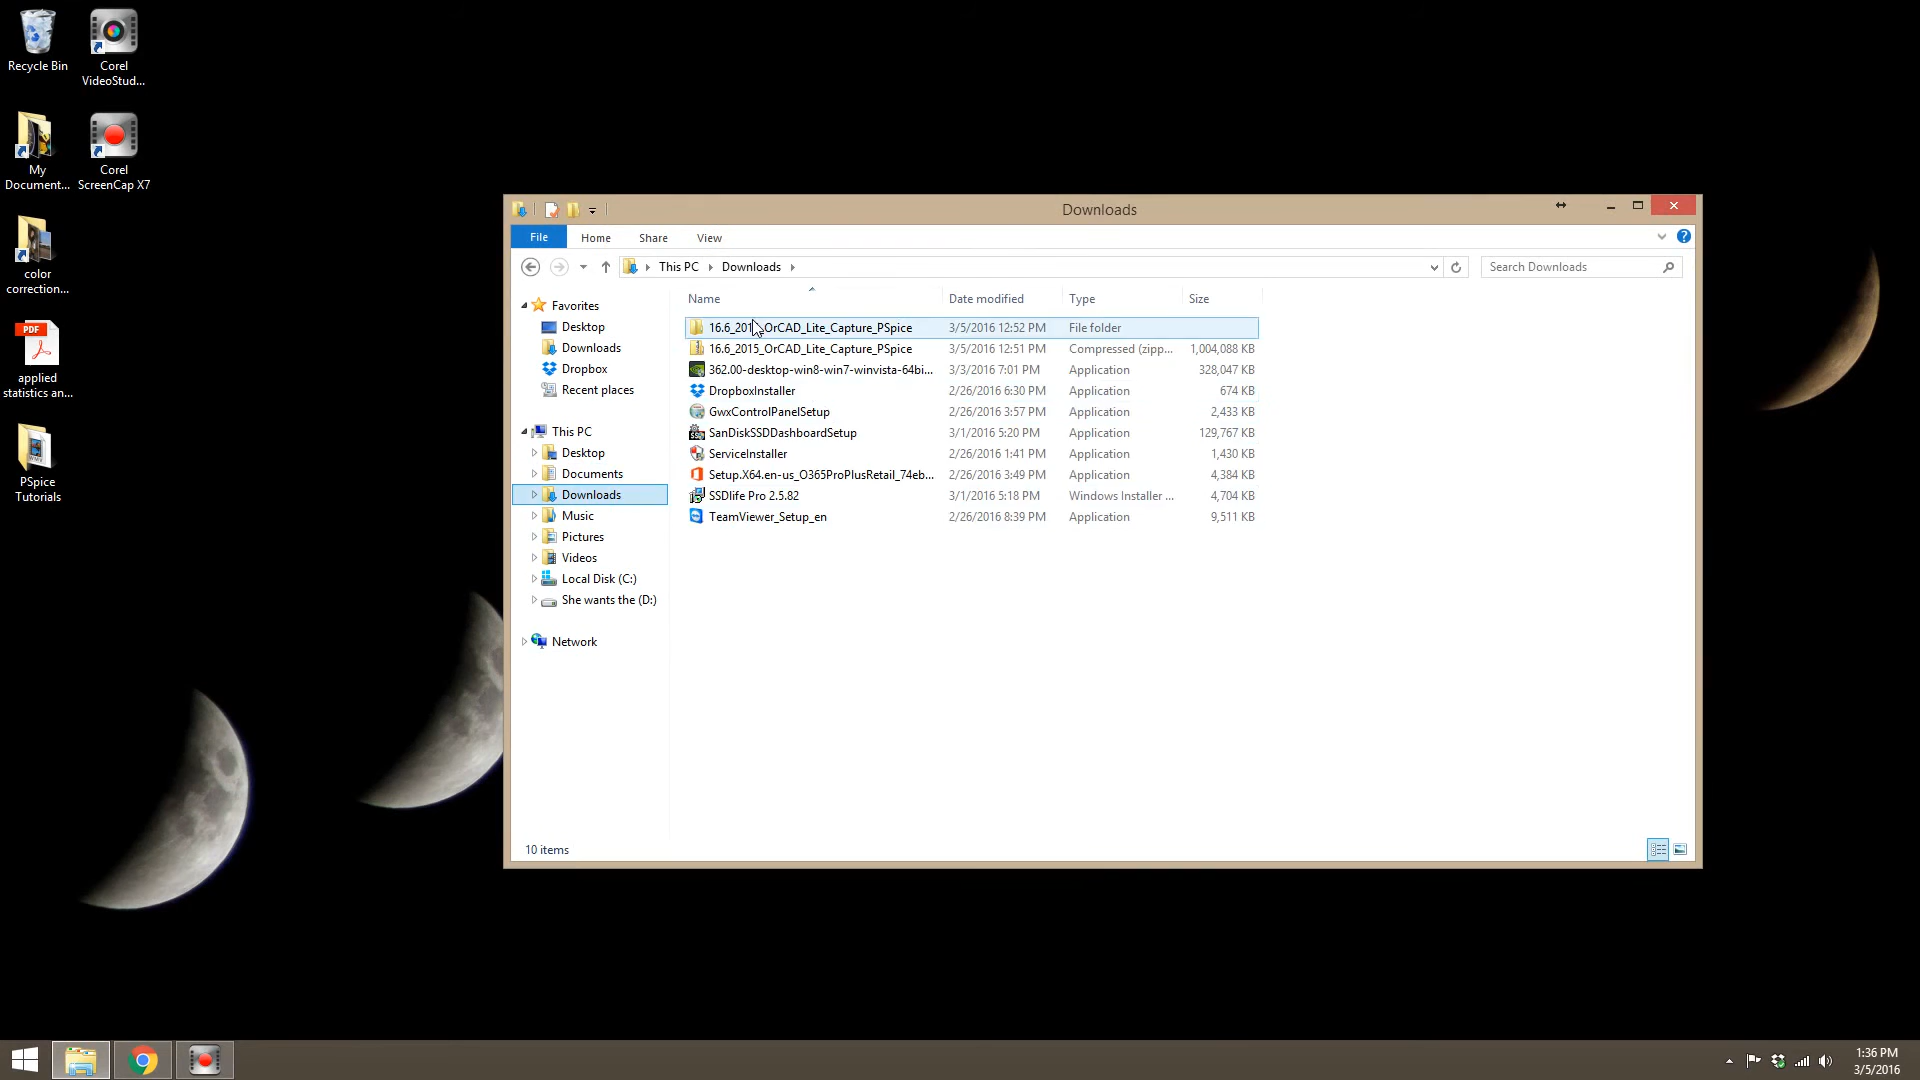 Recycle Bin
Corel
VideoStud...
My
Document...
Corel
ScreenCap X7
color
correction...
PDF
applied
statistics an...
WMV
PSpice
Tutorials
Downloads
File
Home
Share
View
This PC
Downloads
Search Downloads
Name
Date modified
Type
Size
Favorites
Desktop
Downloads
Dropbox
Recent places
This PC
Desktop
Documents
Downloads
Music
Pictures
Videos
Local Disk (C:)
She wants the (D:)
Network
16.6_2015_OrCAD_Lite_Capture_PSpice 3/5/2016 12:52 PM File folder
16.6_2015_OrCAD_Lite_Capture_PSpice 3/5/2016 12:51 PM Compressed (zipp... 1,004,088 KB
362.00-desktop-win8-win7-winvista-64bi... 3/3/2016 7:01 PM Application 328,047 KB
DropboxInstaller 2/26/2016 6:30 PM Application 674 KB
GwxControlPanelSetup 2/26/2016 3:57 PM Application 2,433 KB
SanDiskSSDDashboardSetup 3/1/2016 5:20 PM Application 129,767 KB
ServiceInstaller 2/26/2016 1:41 PM Application 1,430 KB
Setup.X64.en-us_O365ProPlusRetail_74eb... 2/26/2016 3:49 PM Application 4,384 KB
SSDlife Pro 2.5.82 3/1/2016 5:18 PM Windows Installer ... 4,704 KB
TeamViewer_Setup_en 2/26/2016 8:39 PM Application 9,511 KB
10 items
1:36 PM
3/5/2016